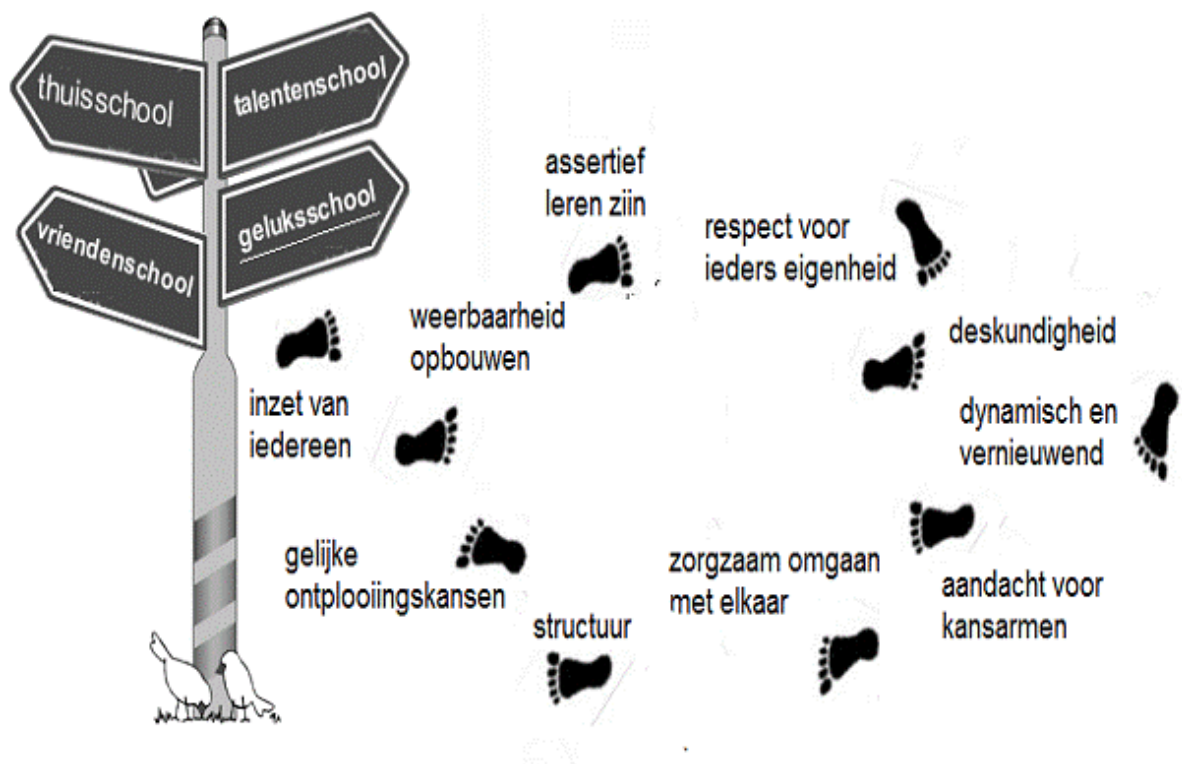 thuisschool
talentenschool
vriendenschool
geluksschool
assertief
leren zijn
respect voor
ieders eigenheid
weerbaarheid
opbouwen
deskundigheid
inzet van
iedereen
dynamisch en
vernieuwend
gelijke
ontplooiingskansen
zorgzaam omgaan
met elkaar
aandacht voor
kansarmen
structuur